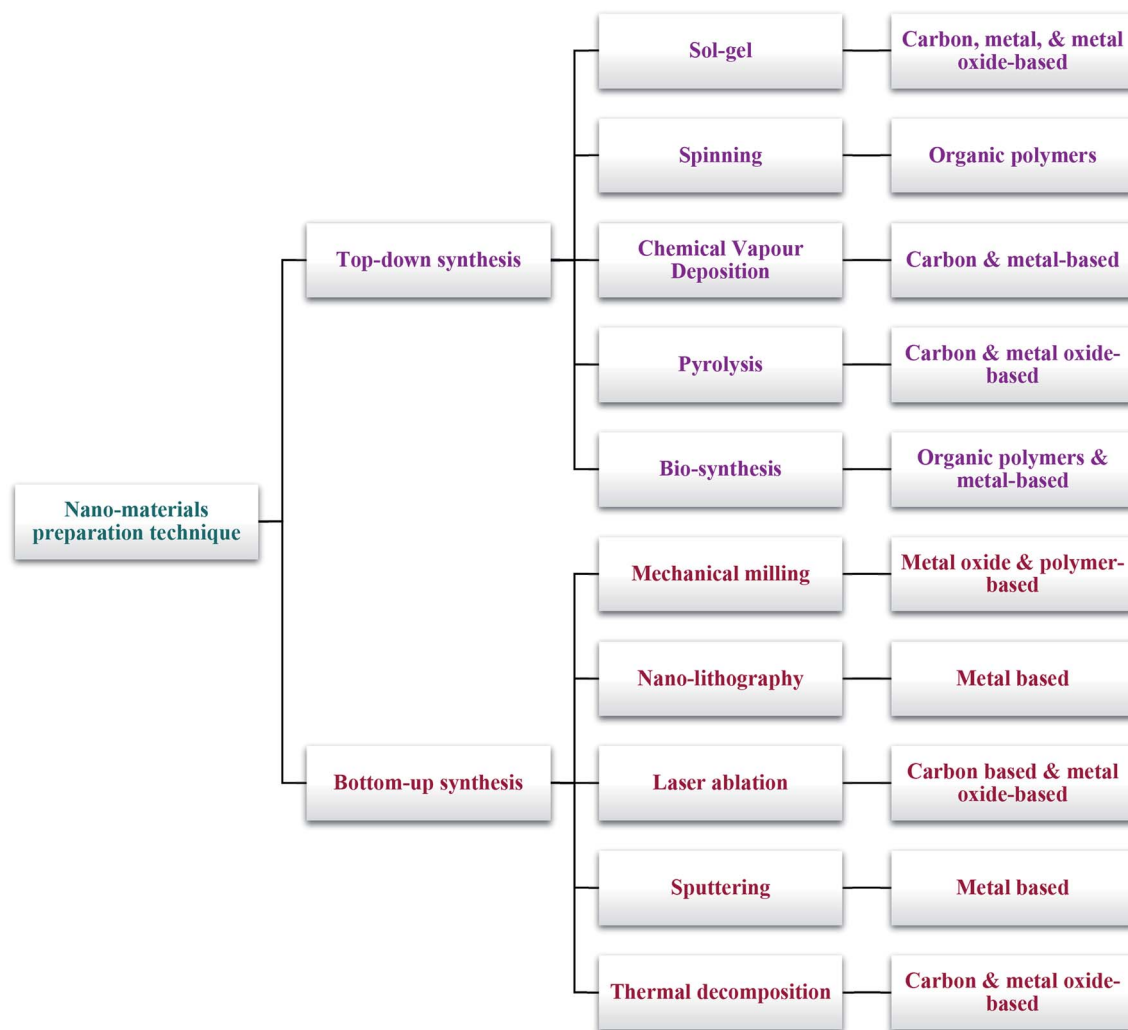 Sol-gel
Carbon, metal, & metal
oxide-based
Spinning
Organic polymers
Top-down synthesis
Chemical Vapour
Deposition
Carbon & metal-based
Pyrolysis
Carbon & metal oxide-
based
Bio-synthesis
Organic polymers &
metal-based
Nano-materials
preparation technique
Mechanical milling
Metal oxide & polymer-
based
Nano-lithography
Metal based
Bottom-up synthesis
Laser ablation
Carbon based & metal
oxide-based
Sputtering
Metal based
Thermal decomposition
Carbon & metal oxide-
based